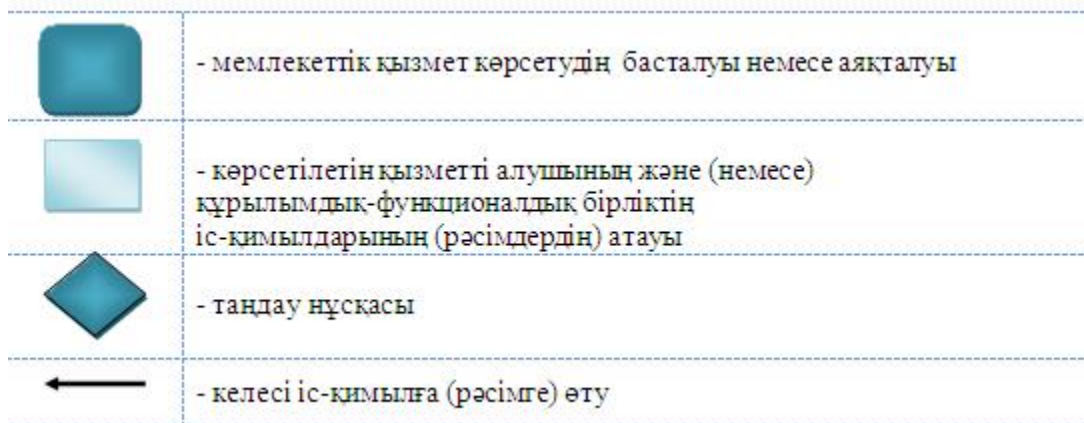 - мемлекеттік қызмет көрсетудің басталуы немесе аяқталуы
- көрсетілетін қызметті алушының және (немесе)
құрылымдық-функционалдық бірліктің
іс-қимылдарының (рәсімдердің) атауы
- таңдау нұсқасы
- келесі іс-қимылға (рәсімге) өту